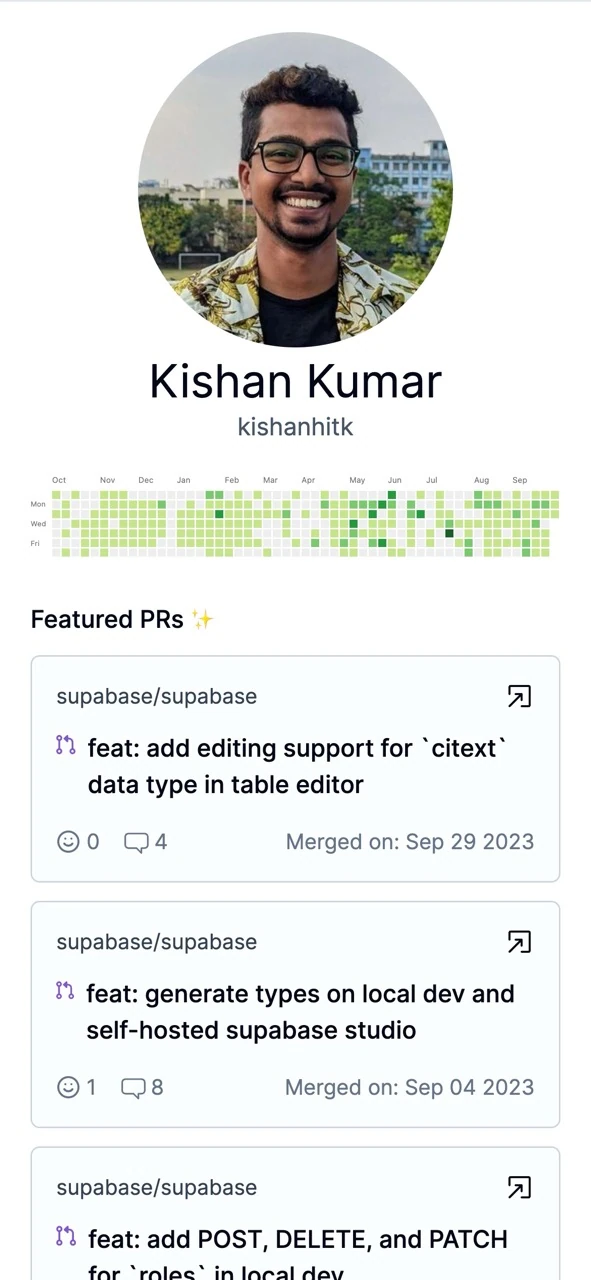 Kishan Kumar
kishanhitk
Oct Nov Dec Jan Feb Mar Apr May Jun Jul Aug Sep
Mon
Wed
Fri
Featured PRs ✨
supabase/supabase
feat: add editing support for `citext`
data type in table editor
0 4 Merged on: Sep 29 2023
supabase/supabase
feat: generate types on local dev and
self-hosted supabase studio
1 8 Merged on: Sep 04 2023
supabase/supabase
feat: add POST, DELETE, and PATCH
for `roles` in local dev